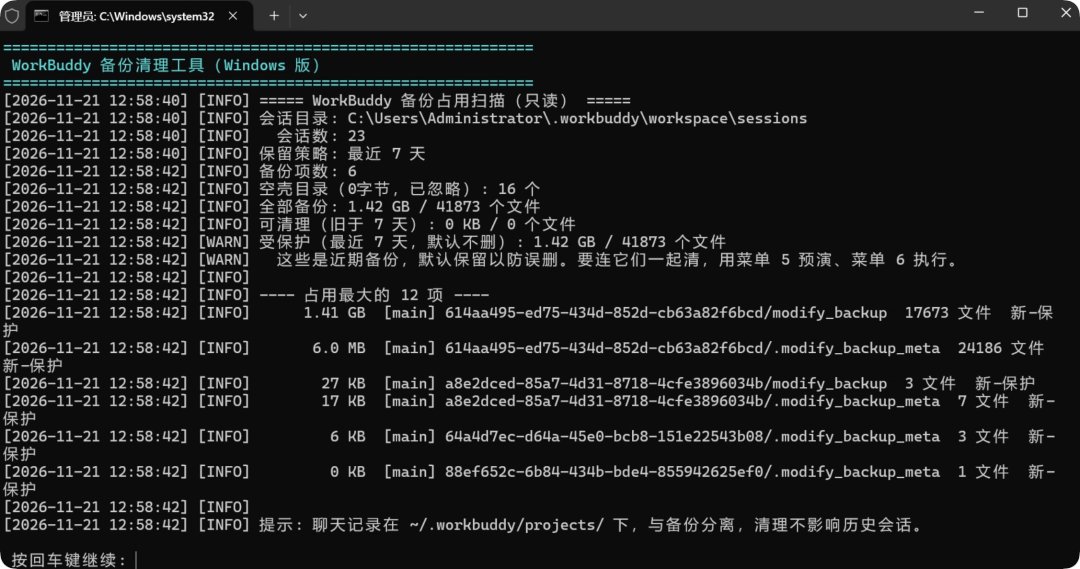 管理员: C:\Windows\system32
============================================================
WorkBuddy 备份清理工具（Windows 版）
============================================================
[2026-11-21 12:58:40] [INFO] ===== WorkBuddy 备份占用扫描（只读） =====
[2026-11-21 12:58:40] [INFO] 会话目录: C:\Users\Administrator\.workbuddy\workspace\sessions
[2026-11-21 12:58:40] [INFO]   会话数: 23
[2026-11-21 12:58:40] [INFO] 保留策略: 最近 7 天
[2026-11-21 12:58:42] [INFO] 备份项数: 6
[2026-11-21 12:58:42] [INFO] 空壳目录（0字节，已忽略）: 16 个
[2026-11-21 12:58:42] [INFO] 全部备份: 1.42 GB / 41873 个文件
[2026-11-21 12:58:42] [INFO] 可清理（旧于 7 天）: 0 KB / 0 个文件
[2026-11-21 12:58:42] [WARN] 受保护（最近 7 天，默认不删）: 1.42 GB / 41873 个文件
[2026-11-21 12:58:42] [WARN]   这些是近期备份，默认保留以防误删。要连它们一起清，用菜单 5 预演、菜单 6 执行。
[2026-11-21 12:58:42] [INFO]
[2026-11-21 12:58:42] [INFO] ---- 占用最大的 12 项 ----
[2026-11-21 12:58:42] [INFO]      1.41 GB  [main] 614aa495-ed75-434d-852d-cb63a82f6bcd/modify_backup  17673 文件  新-保
护
[2026-11-21 12:58:42] [INFO]       6.0 MB  [main] 614aa495-ed75-434d-852d-cb63a82f6bcd/.modify_backup_meta  24186 文件
新-保护
[2026-11-21 12:58:42] [INFO]        27 KB  [main] a8e2dced-85a7-4d31-8718-4cfe3896034b/modify_backup  3 文件  新-保护
[2026-11-21 12:58:42] [INFO]        17 KB  [main] a8e2dced-85a7-4d31-8718-4cfe3896034b/.modify_backup_meta  7 文件  新-
保护
[2026-11-21 12:58:42] [INFO]         6 KB  [main] 64a4d7ec-d64a-45e0-bcb8-151e22543b08/.modify_backup_meta  3 文件  新-
保护
[2026-11-21 12:58:42] [INFO]         0 KB  [main] 88ef652c-6b84-434b-bde4-855942625ef0/.modify_backup_meta  1 文件  新-
保护
[2026-11-21 12:58:42] [INFO]
[2026-11-21 12:58:42] [INFO] 提示: 聊天记录在 ~/.workbuddy/projects/ 下，与备份分离，清理不影响历史会话。
按回车键继续: